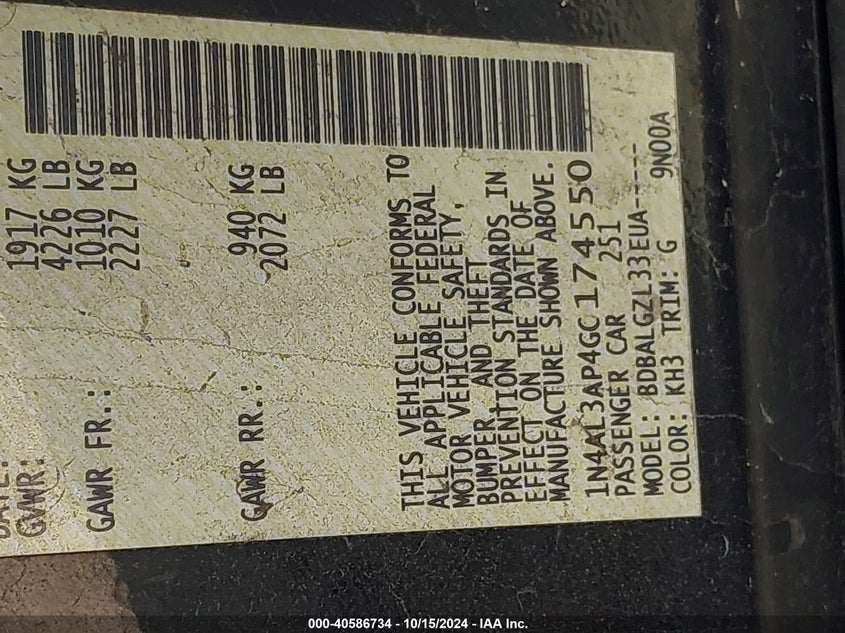 DATE:
GVWR: 1917 KG
4226 LB
GAWR FR.: 1010 KG
2227 LB
GAWR RR.: 940 KG
2072 LB
THIS VEHICLE CONFORMS TO
ALL APPLICABLE FEDERAL
MOTOR VEHICLE SAFETY,
BUMPER AND THEFT
PREVENTION STANDARDS IN
EFFECT ON THE DATE OF
MANUFACTURE SHOWN ABOVE.
1N4AL3AP4GC174550
PASSENGER CAR 251
MODEL: BDBALGZL33EUA-----
COLOR: KH3 TRIM: G 9N00A
000-40586734 - 10/15/2024 - IAA Inc.